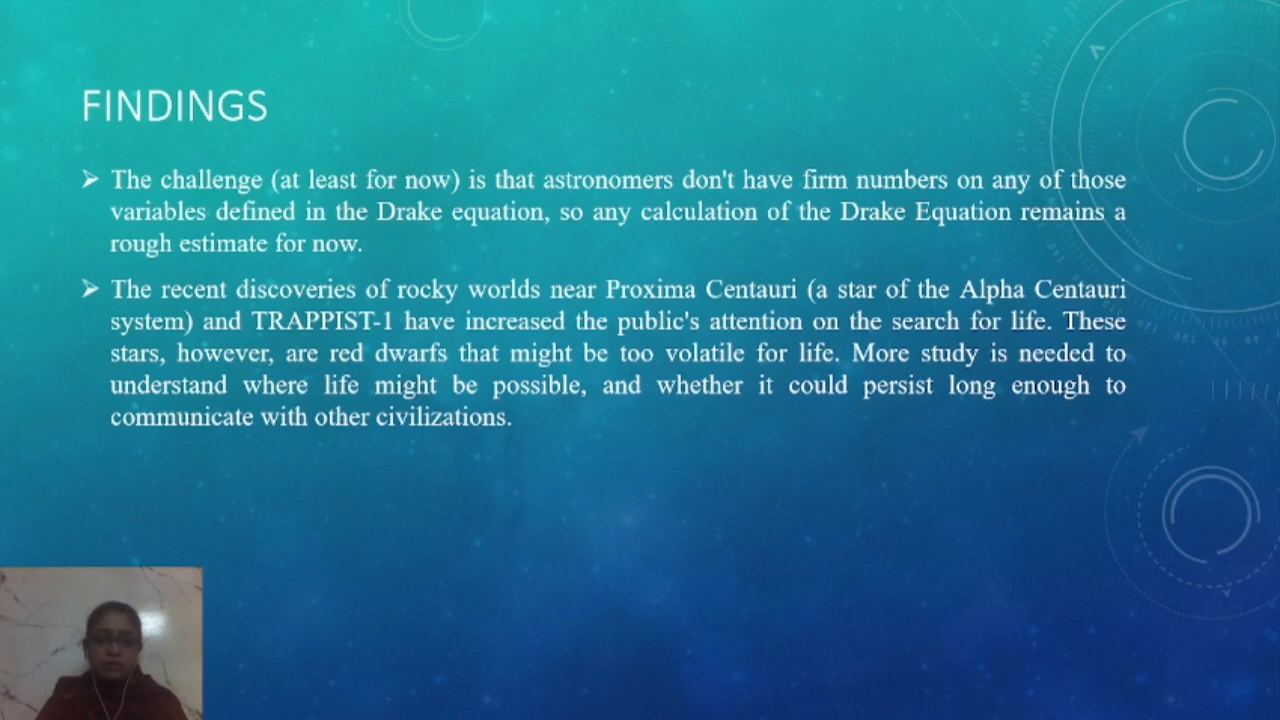 FINDINGS
➢ The challenge (at least for now) is that astronomers don't have firm numbers on any of those
variables defined in the Drake equation, so any calculation of the Drake Equation remains a
rough estimate for now.
➢ The recent discoveries of rocky worlds near Proxima Centauri (a star of the Alpha Centauri
system) and TRAPPIST-1 have increased the public's attention on the search for life. These
stars, however, are red dwarfs that might be too volatile for life. More study is needed to
understand where life might be possible, and whether it could persist long enough to
communicate with other civilizations.